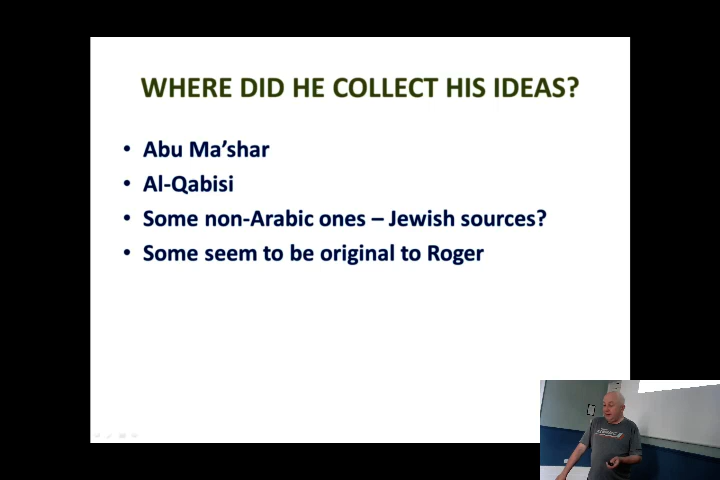 WHERE DID HE COLLECT HIS IDEAS?
• Abu Ma’shar
• Al-Qabisi
• Some non-Arabic ones – Jewish sources?
• Some seem to be original to Roger